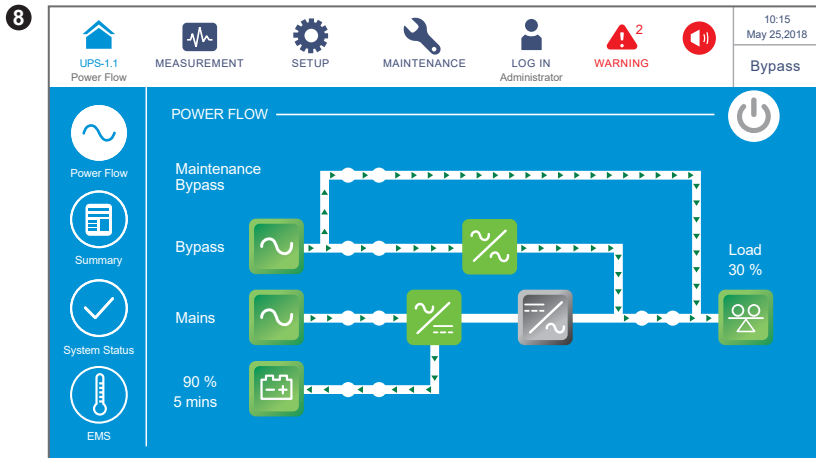 8
10:15
May 25,2018
UPS-1.1
Power Flow
MEASUREMENT
SETUP
MAINTENANCE
LOG IN
Administrator
2
WARNING
Bypass
POWER FLOW
Power Flow
Maintenance
Bypass
Summary
Bypass
Load
30 %
Mains
System Status
90 %
5 mins
EMS